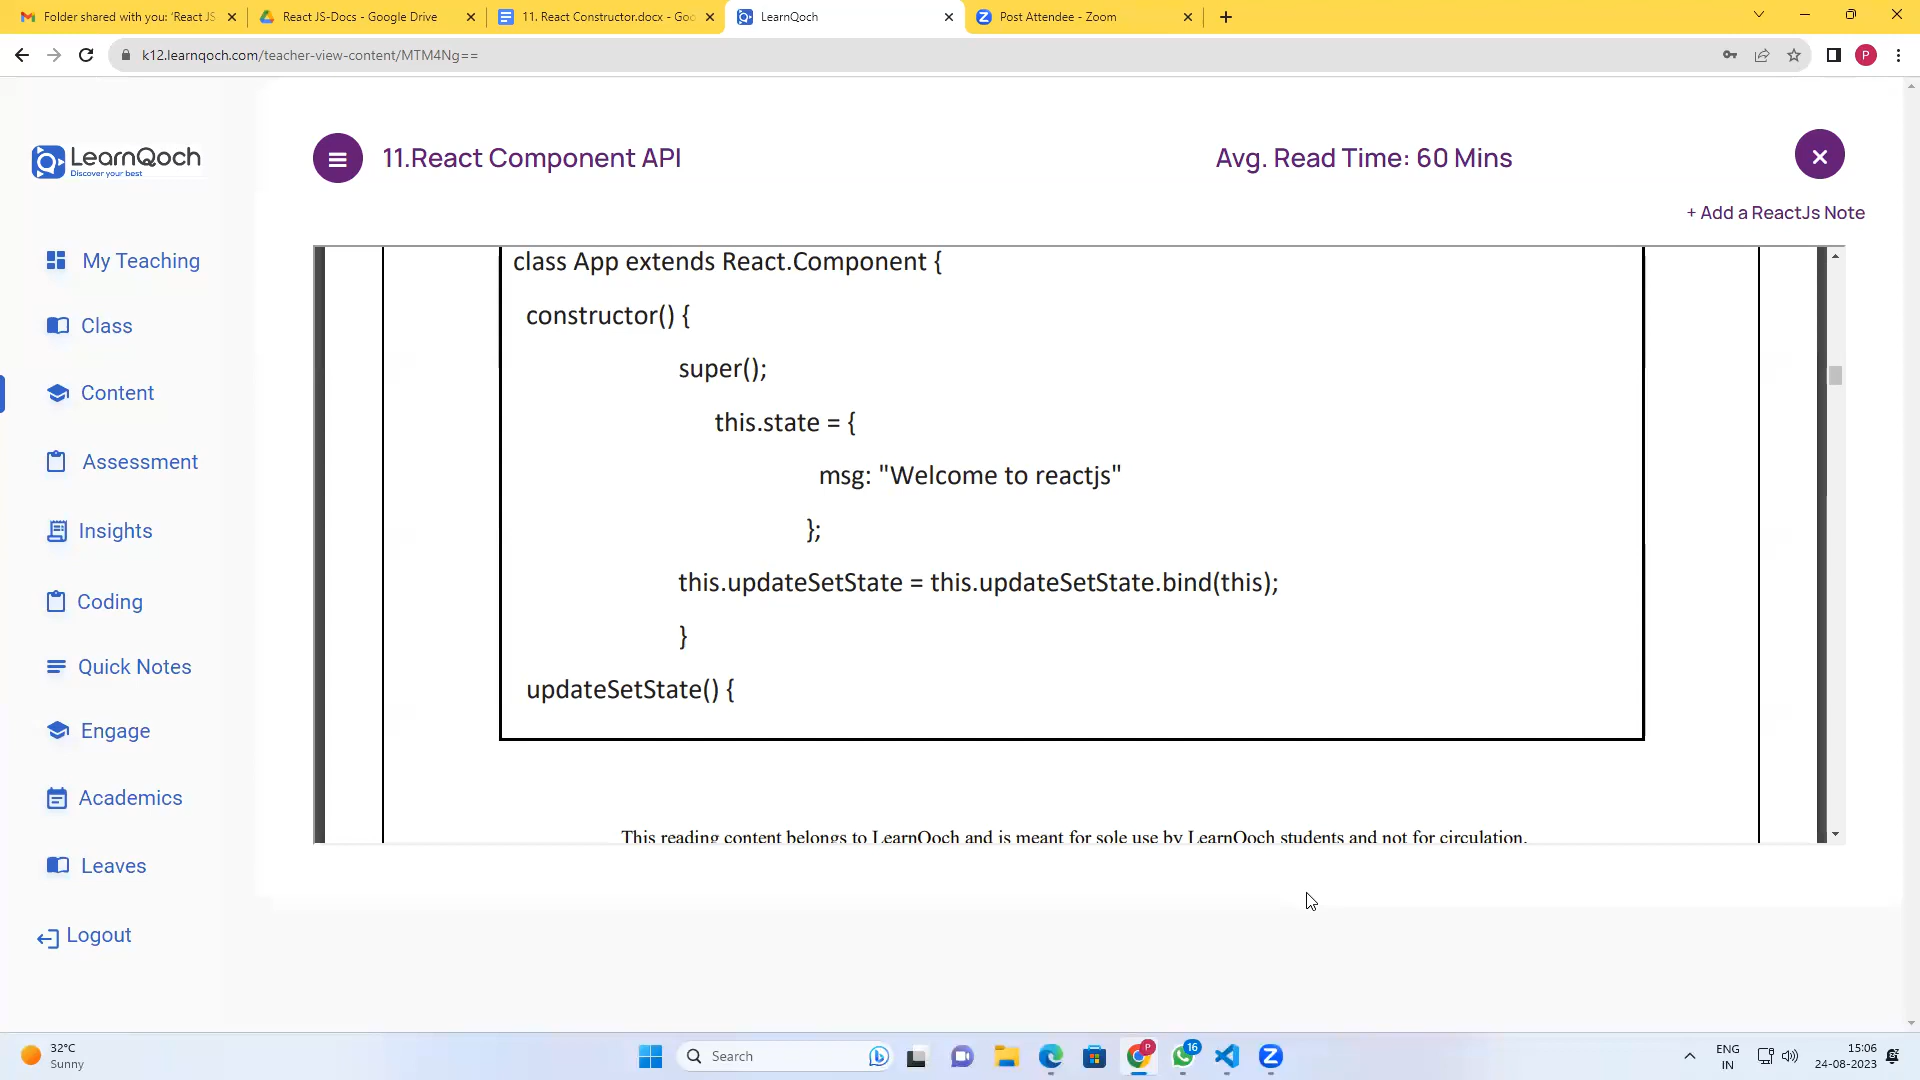 Folder shared with you: 'React JS
React JS-Docs - Google Drive
11. React Constructor.docx - Goo
LearnQoch
Post Attendee - Zoom
k12.learnqoch.com/teacher-view-content/MTM4Ng==
P
LearnQoch
Discover your best
11.React Component API
Avg. Read Time: 60 Mins
+ Add a ReactJs Note
My Teaching
Class
Content
Assessment
Insights
Coding
Quick Notes
Engage
Academics
Leaves
Logout
class App extends React.Component {
constructor() {
super();
this.state = {
msg: "Welcome to reactjs"
};
this.updateSetState = this.updateSetState.bind(this);
}
updateSetState() {
This reading content belongs to LearnQoch and is meant for sole use by LearnQoch students and not for circulation.
32°C
Sunny
Search
P
16
ENG
IN
15:06
24-08-2023